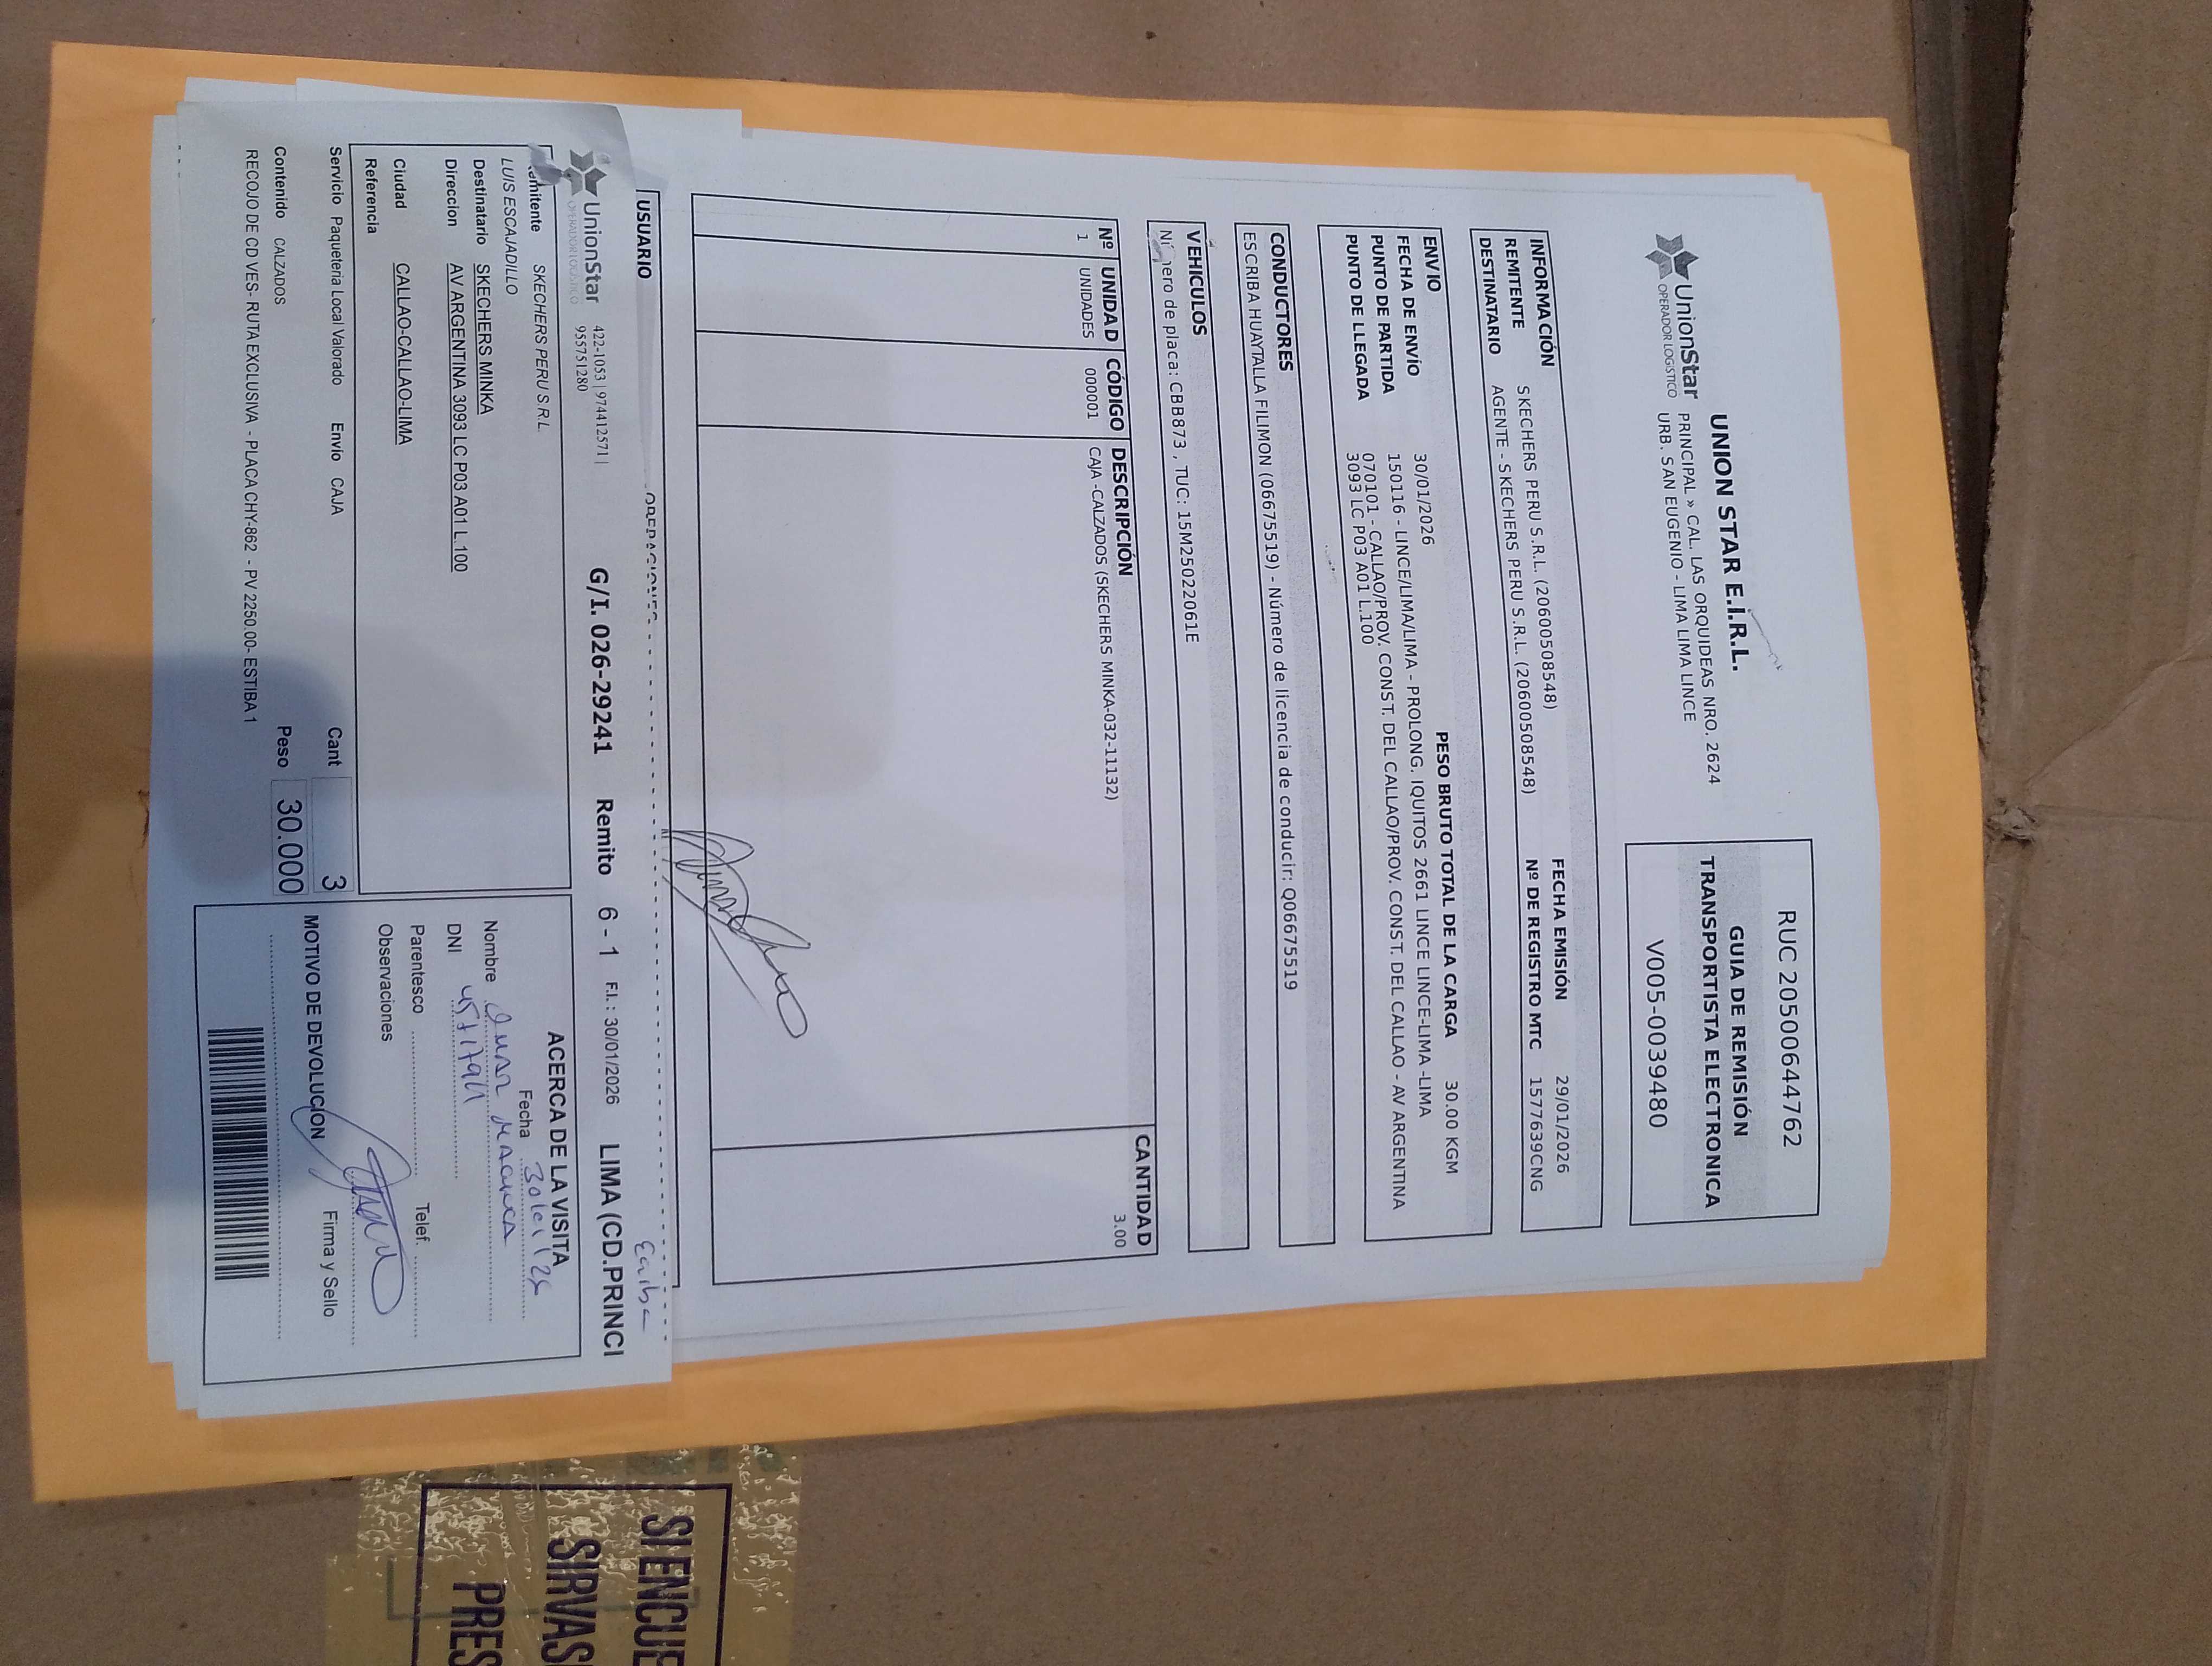 UNION STAR E.I.R.L.
UnionStar
OPERADOR LOGÍSTICO
PRINCIPAL » CAL. LAS ORQUIDEAS NRO. 2624
URB. SAN EUGENIO - LIMA LIMA LINCE
RUC 20500644762
GUIA DE REMISIÓN
TRANSPORTISTA ELECTRONICA
V005-0039480
INFORMACIÓN
REMITENTE SKECHERS PERU S.R.L. (20600508548)
DESTINATARIO AGENTE - SKECHERS PERU S.R.L. (20600508548)
FECHA EMISIÓN 29/01/2026
Nº DE REGISTRO MTC 1577639CNG
ENVIO
FECHA DE ENVÍO 30/01/2026 PESO BRUTO TOTAL DE LA CARGA 30.00 KGM
PUNTO DE PARTIDA 150116 - LINCE/LIMA/LIMA - PROLONG. IQUITOS 2661 LINCE LINCE-LIMA -LIMA
PUNTO DE LLEGADA 070101 - CALLAO/PROV. CONST. DEL CALLAO/PROV. CONST. DEL CALLAO - AV ARGENTINA
3093 LC P03 A01 L.100
CONDUCTORES
ESCRIBA HUAYTALLA FILIMON (06675519) - Número de licencia de conducir: Q06675519
VEHICULOS
Número de placa: CBB873 , TUC: 15M25022061E
Nº UNIDAD CÓDIGO DESCRIPCIÓN CANTIDAD
1 UNIDADES 000001 CAJA -CALZADOS (SKECHERS MINKA-032-11132) 3.00
USUARIO
OPERACIONES
UnionStar
OPERADOR LOGÍSTICO
422-1053 | 974412571 |
955751280
G/I. 026-29241 Remito 6 - 1 F.I.: 30/01/2026 LIMA (CD.PRINCI
Remitente SKECHERS PERU S.R.L.
LUIS ESCAJADILLO
Destinatario SKECHERS MINKA
Direccion AV ARGENTINA 3093 LC P03 A01 L.100
Ciudad CALLAO-CALLAO-LIMA
Referencia
Servicio Paqueteria Local Valorado Envio CAJA Cant 3
Contenido CALZADOS Peso 30.000
RECOJO DE CD VES- RUTA EXCLUSIVA - PLACA CHY-862 - PV 2250.00- ESTIBA 1
ACERCA DE LA VISITA
Fecha
Nombre
DNI
Parentesco Telef.
Observaciones
Firma y Sello
MOTIVO DE DEVOLUCION
SI ENCUE
SIRVAS
PRES